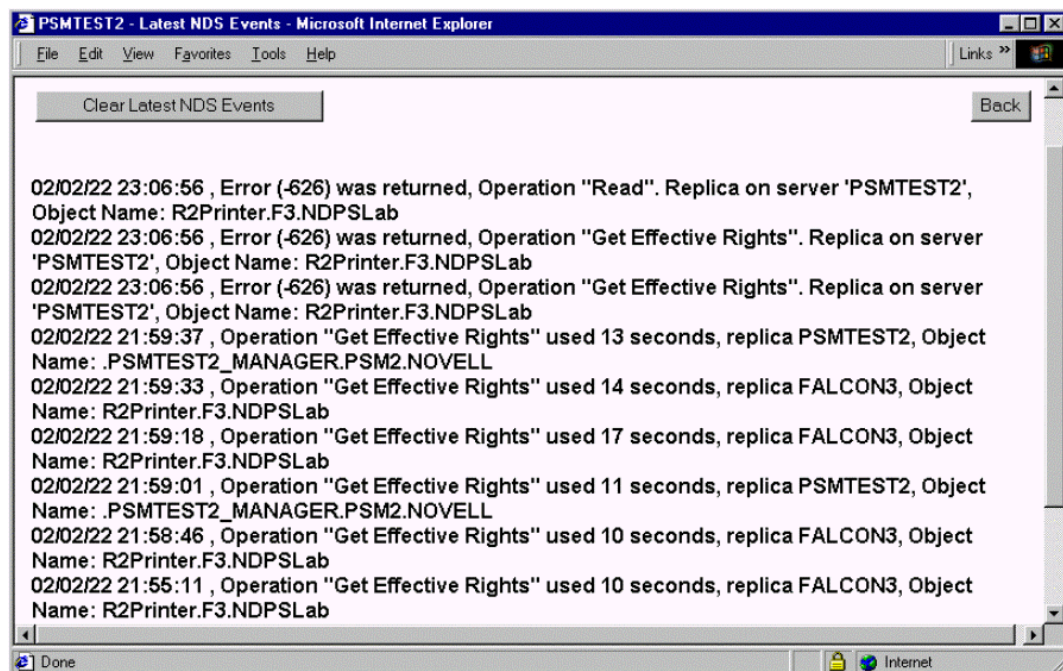 PSMTEST2 - Latest NDS Events - Microsoft Internet Explorer
File Edit View Favorites Tools Help Links »
Clear Latest NDS Events Back
02/02/22 23:06:56 , Error (-626) was returned, Operation "Read". Replica on server 'PSMTEST2',
Object Name: R2Printer.F3.NDPSLab
02/02/22 23:06:56 , Error (-626) was returned, Operation "Get Effective Rights". Replica on server
'PSMTEST2', Object Name: R2Printer.F3.NDPSLab
02/02/22 23:06:56 , Error (-626) was returned, Operation "Get Effective Rights". Replica on server
'PSMTEST2', Object Name: R2Printer.F3.NDPSLab
02/02/22 21:59:37 , Operation "Get Effective Rights" used 13 seconds, replica PSMTEST2, Object
Name: .PSMTEST2_MANAGER.PSM2.NOVELL
02/02/22 21:59:33 , Operation "Get Effective Rights" used 14 seconds, replica FALCON3, Object
Name: R2Printer.F3.NDPSLab
02/02/22 21:59:18 , Operation "Get Effective Rights" used 17 seconds, replica FALCON3, Object
Name: R2Printer.F3.NDPSLab
02/02/22 21:59:01 , Operation "Get Effective Rights" used 11 seconds, replica PSMTEST2, Object
Name: .PSMTEST2_MANAGER.PSM2.NOVELL
02/02/22 21:58:46 , Operation "Get Effective Rights" used 10 seconds, replica FALCON3, Object
Name: R2Printer.F3.NDPSLab
02/02/22 21:55:11 , Operation "Get Effective Rights" used 10 seconds, replica FALCON3, Object
Name: R2Printer.F3.NDPSLab
Done Internet